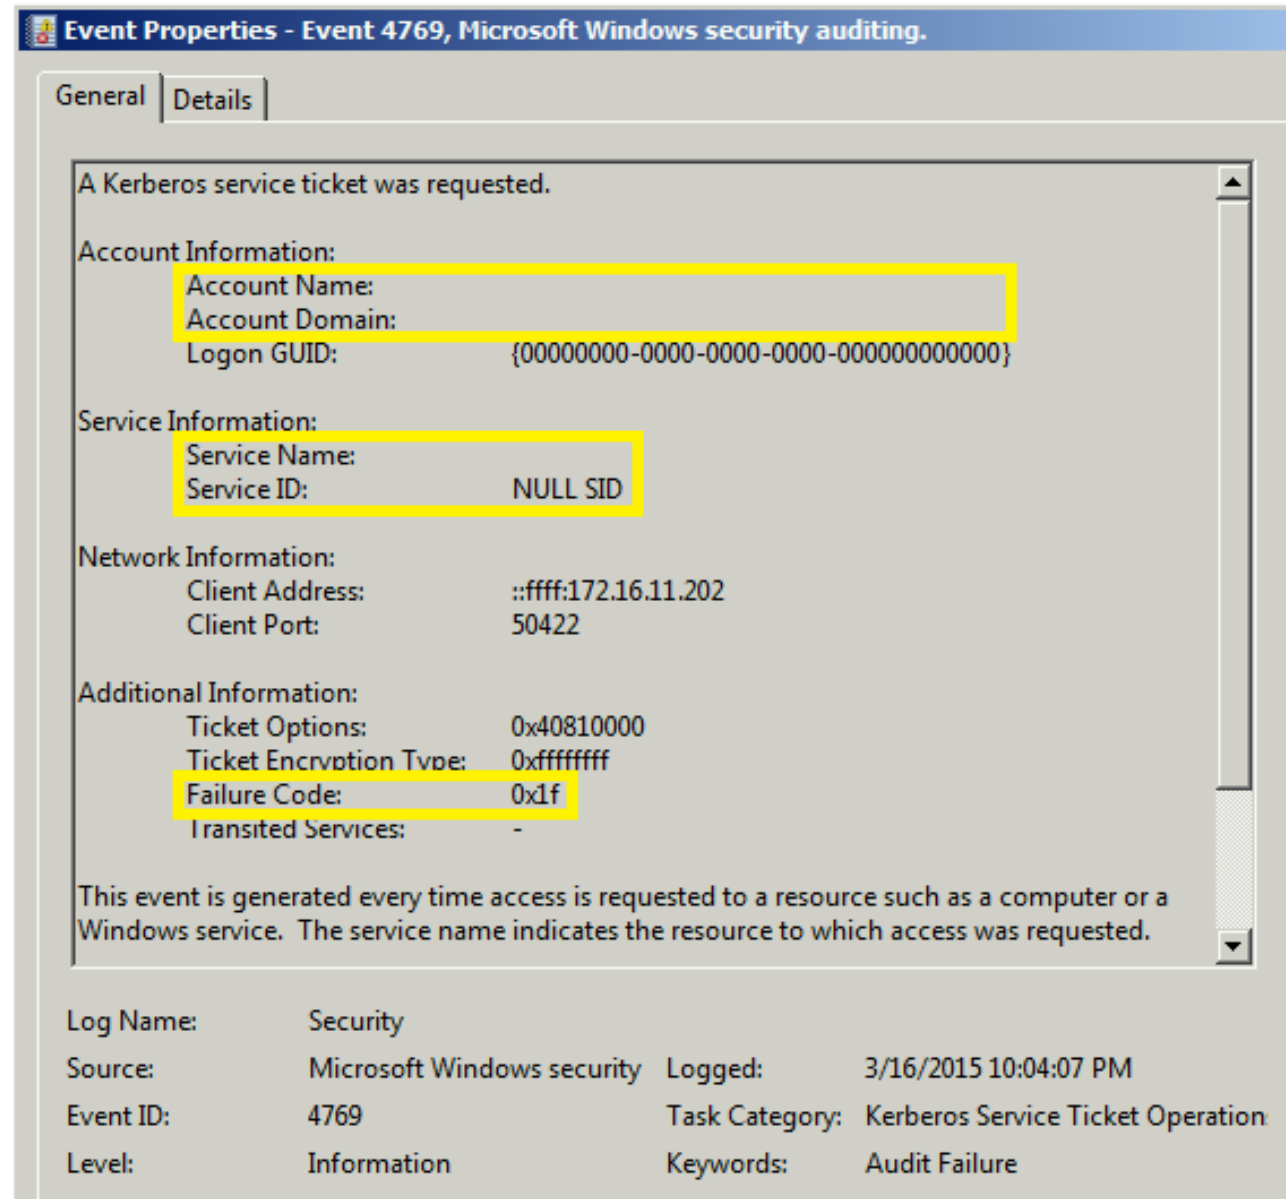 Event Properties - Event 4769, Microsoft Windows security auditing.
General Details
A Kerberos service ticket was requested.
Account Information:
Account Name:
Account Domain:
Logon GUID: {00000000-0000-0000-0000-000000000000}
Service Information:
Service Name:
Service ID: NULL SID
Network Information:
Client Address: ::ffff:172.16.11.202
Client Port: 50422
Additional Information:
Ticket Options: 0x40810000
Ticket Encryption Type: 0xffffffff
Failure Code: 0x1f
Transited Services: -
This event is generated every time access is requested to a resource such as a computer or a
Windows service. The service name indicates the resource to which access was requested.
Log Name: Security
Source: Microsoft Windows security Logged: 3/16/2015 10:04:07 PM
Event ID: 4769 Task Category: Kerberos Service Ticket Operation
Level: Information Keywords: Audit Failure